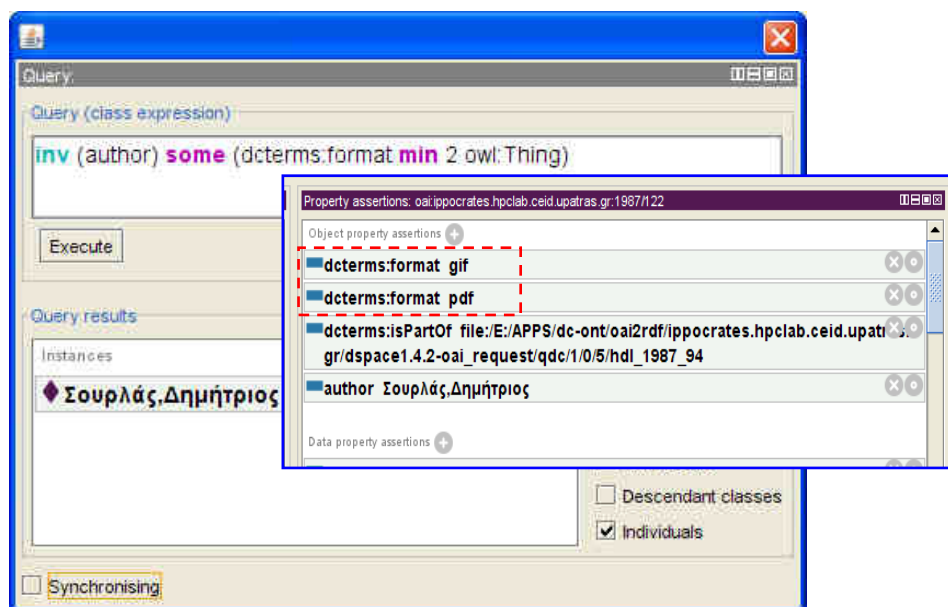 Query:
Query (class expression)
inv (author) some (dcterms:format min 2 owl:Thing)
Execute
Query results
Instances
Σουρλάς,Δημήτριος
Property assertions: oai:ippocrates.hpclab.ceid.upatras.gr:1987/122
Object property assertions
dcterms:format gif
dcterms:format pdf
dcterms:isPartOf file:/E:/APPS/dc-ont/oai2rdf/ippocrates.hpclab.ceid.upatras.
gr/dspace1.4.2-oai_request/qdc/1/0/5/hdl_1987_94
author Σουρλάς,Δημήτριος
Data property assertions
Descendant classes
Individuals
Synchronising